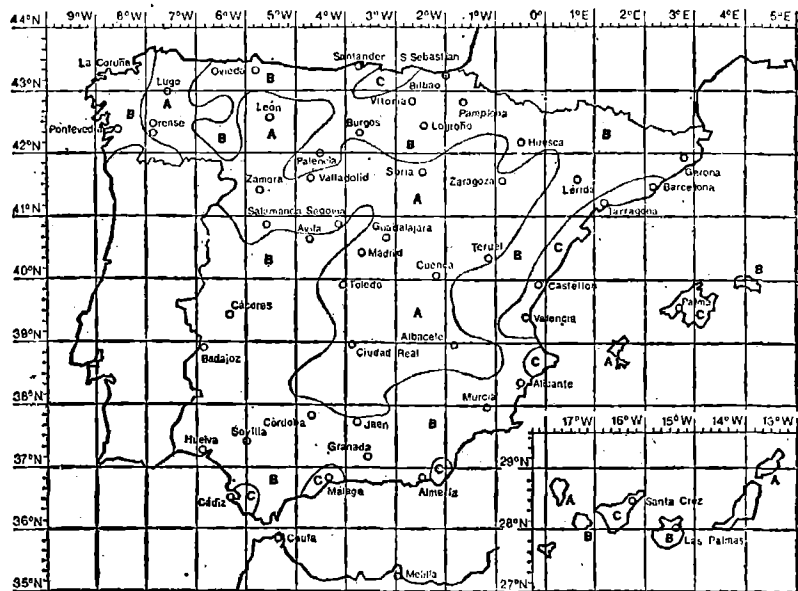 9°W 8°W 7°W 6°W 5°W 4°W 3°W 2°W 1°W 0° 1°E 2°E 3°E 4°E 5°E
44°N
La Coruña Oviedo Santander S Sebastian
Bilbao
43°N
Lugo B C
A Vitoria Pamplona
B León
Pontevedra Orense B A Burgos Logroño B
42°N
B Huesca
Palencia
Zamora Valladolid Soria Zaragoza Lérida Gerona
Barcelona
41°N
A Tarragona
Salamanca Segovia
Avila Guadalajara
B Madrid Teruel B C
40°N
Cuenca B
Toledo Castellon
Cáceres A Palma
C
Valencia
39°N
Albacete
Badajoz Ciudad Real C A
Alicante
38°N
Murcia
Córdoba Jaen B
Huelva Sevilla
Granada
37°N
B C C
Cádiz C Málaga Almería
36°N
Ceuta
Melilla
35°N
17°W 16°W 15°W 14°W 13°W
29°N
A
A Santa Cruz
C
28°N
B B Las Palmas
27°N